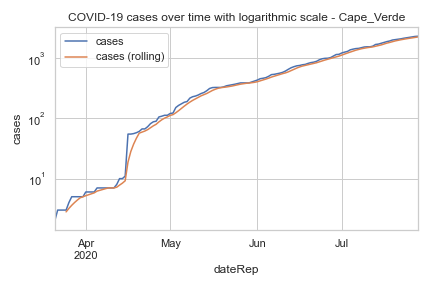 COVID-19 cases over time with logarithmic scale - Cape_Verde
cases
cases (rolling)
10³
10²
10¹
cases
Apr
2020
May
Jun
Jul
dateRep